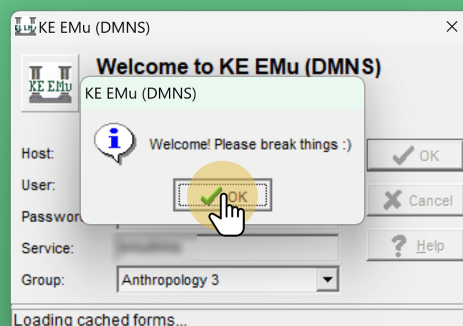 KE EMu (DMNS)
Welcome to KE EMu (DMNS)
KE EMu
KE EMu (DMNS)
Welcome! Please break things :)
OK
Host:
OK
User:
Cancel
Passwor
Service:
Help
Group:
Anthropology 3
Loading cached forms...